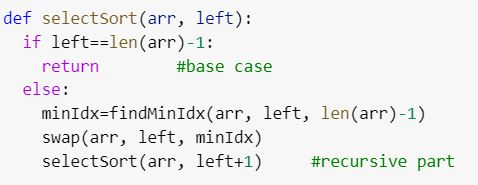 def selectSort(arr, left):
  if left==len(arr)-1:
    return        #base case
  else:
    minIdx=findMinIdx(arr, left, len(arr)-1)
    swap(arr, left, minIdx)
    selectSort(arr, left+1)     #recursive part